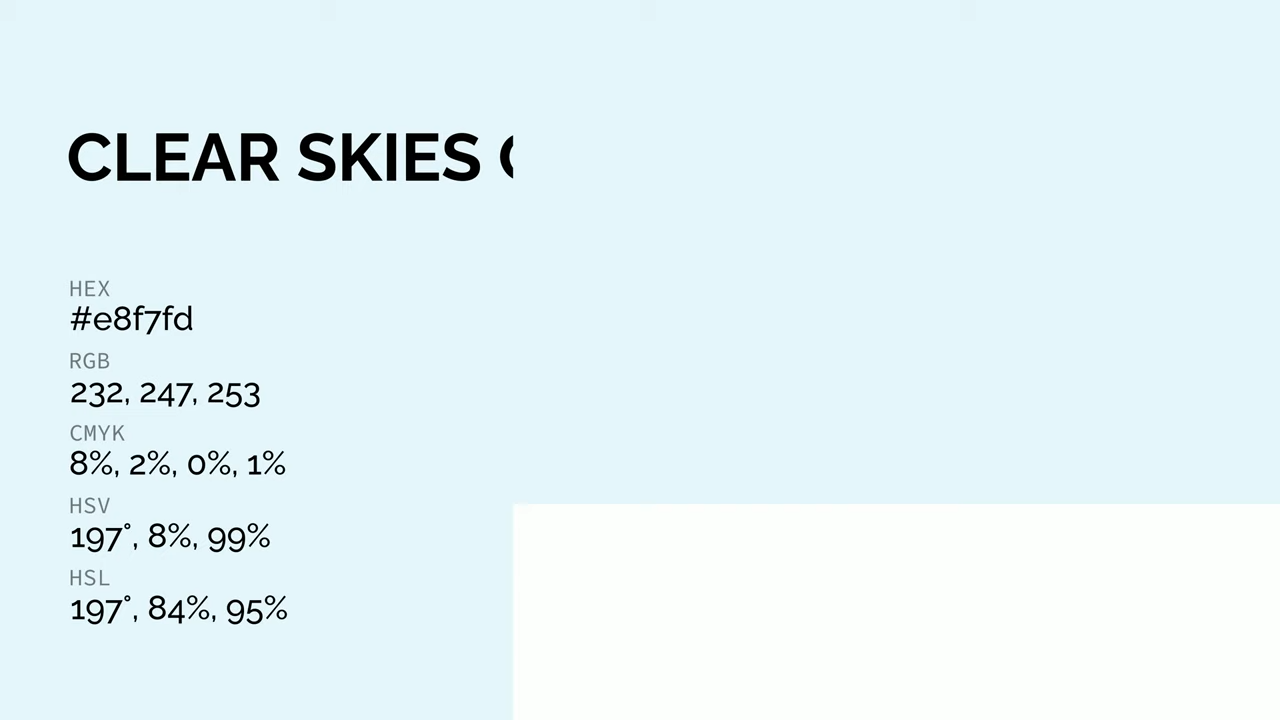 CLEAR SKIES
HEX
#e8f7fd
RGB
232, 247, 253
CMYK
8%, 2%, 0%, 1%
HSV
197°, 8%, 99%
HSL
197°, 84%, 95%